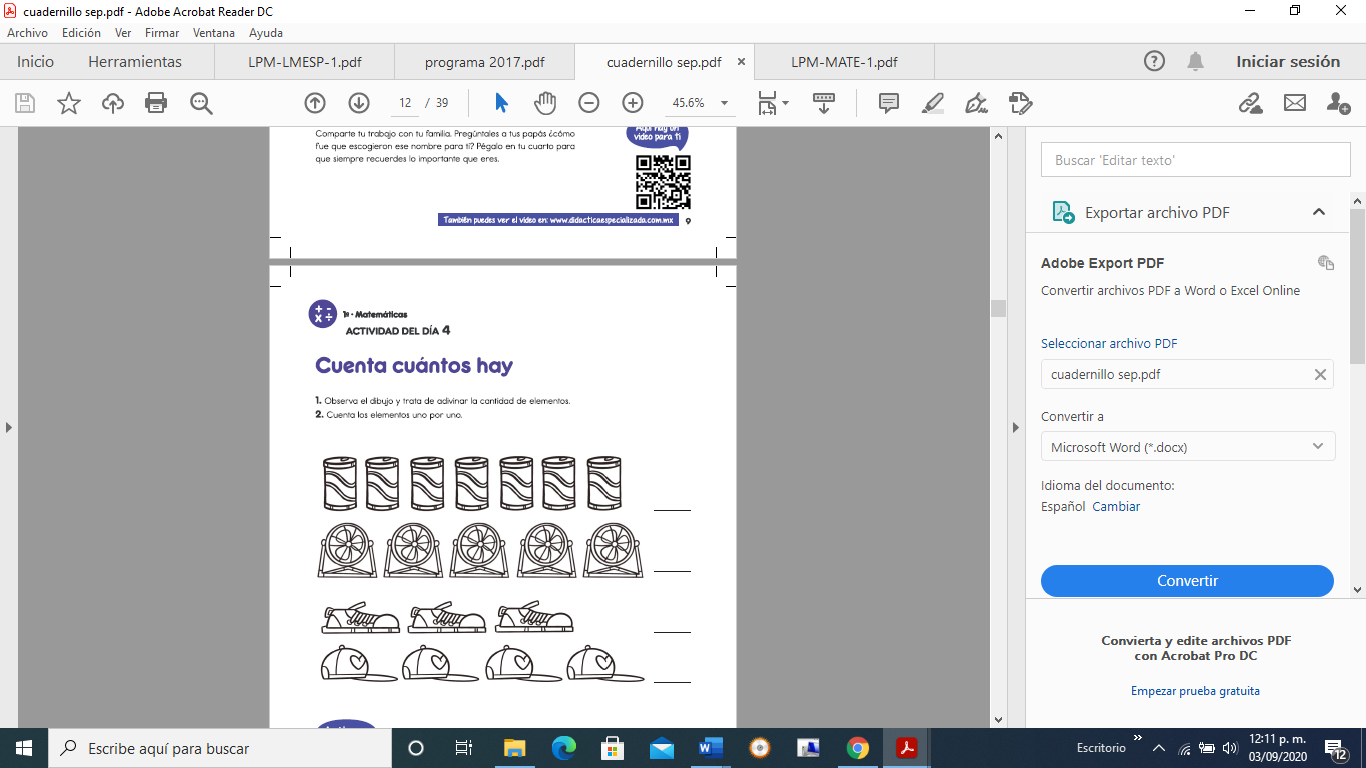 cuadernillo sep.pdf - Adobe Acrobat Reader DC
Archivo Edición Ver Firmar Ventana Ayuda
Inicio Herramientas LPM-LMESP-1.pdf programa 2017.pdf cuadernillo sep.pdf × LPM-MATE-1.pdf Iniciar sesión
12 / 39 45.6%
Comparte tu trabajo con tu familia. Pregúntales a tus papás ¿cómo
fue que escogieron ese nombre para ti? Pégalo en tu cuarto para
que siempre recuerdes lo importante que eres.
Aquí hay un
video para ti
También puedes ver el video en: www.didacticaespecializada.com.mx 9
1º · Matemáticas
ACTIVIDAD DEL DÍA 4
Cuenta cuántos hay
1. Observa el dibujo y trata de adivinar la cantidad de elementos.
2. Cuenta los elementos uno por uno.
Buscar 'Editar texto'
Exportar archivo PDF
Adobe Export PDF
Convertir archivos PDF a Word o Excel Online
Seleccionar archivo PDF
cuadernillo sep.pdf
Convertir a
Microsoft Word (*.docx)
Idioma del documento:
Español Cambiar
Convertir
Convierta y edite archivos PDF
con Acrobat Pro DC
Empezar prueba gratuita
Escribe aquí para buscar
Escritorio
12:11 p. m.
03/09/2020
12